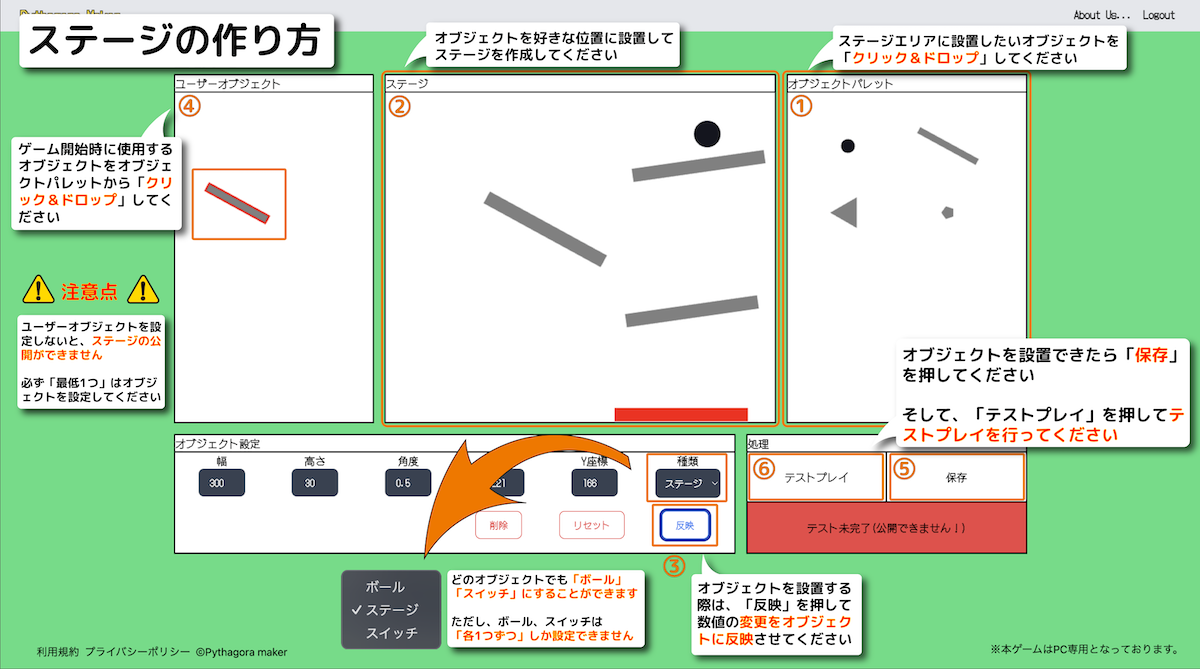 Pythagora Maker
About Us...
Logout
ステージの作り方
オブジェクトを好きな位置に設置して
ステージを作成してください
ステージエリアに設置したいオブジェクトを
「クリック＆ドロップ」してください
ユーザーオブジェクト
④
ステージ
②
オブジェクトパレット
①
ゲーム開始時に使用する
オブジェクトをオブジェ
クトパレットから「クリ
ック＆ドロップ」してく
ださい
注意点
ユーザーオブジェクトを設
定しないと、ステージの公
開ができません
必ず「最低1つ」はオブジ
ェクトを設定してください
オブジェクトを設置できたら「保存」
を押してください
そして、「テストプレイ」を押してテ
ストプレイを行ってください
オブジェクト設定
幅
高さ
角度
Y座標
種類
300
30
0.5
221
166
ステージ
削除
リセット
反映
③
処理
⑥
テストプレイ
⑤
保存
テスト未完了(公開できません！)
ボール
✓ステージ
スイッチ
どのオブジェクトでも「ボール」
「スイッチ」にすることができます
ただし、ボール、スイッチは
「各1つずつ」しか設定できません
オブジェクトを設置する
際は、「反映」を押して
数値の変更をオブジェク
トに反映させてください
利用規約 プライバシーポリシー ©Pythagora maker
※本ゲームはPC専用となっております。